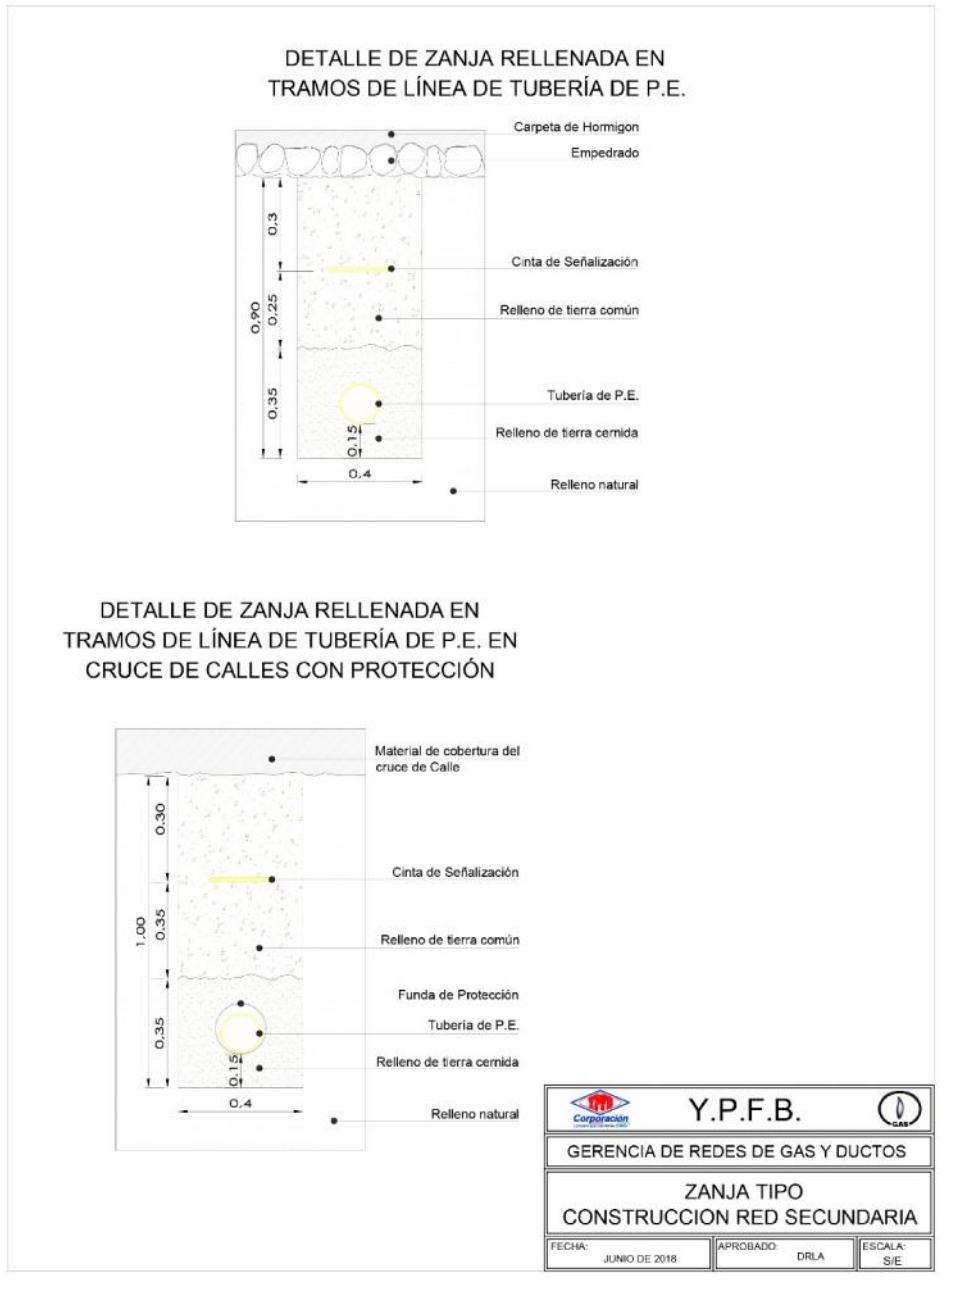 DETALLE DE ZANJA RELLENADA EN
TRAMOS DE LÍNEA DE TUBERÍA DE P.E.
Carpeta de Hormigon
Empedrado
0,3
Cinta de Señalización
0,25
0,90
Relleno de tierra común
0,35
Tubería de P.E.
0,15
Relleno de tierra cernida
0,4
Relleno natural
DETALLE DE ZANJA RELLENADA EN
TRAMOS DE LÍNEA DE TUBERÍA DE P.E. EN
CRUCE DE CALLES CON PROTECCIÓN
Material de cobertura del
cruce de Calle
0,30
Cinta de Señalización
0,35
1,00
Relleno de tierra común
Funda de Protección
0,35
Tubería de P.E.
0,15
Relleno de tierra cernida
0,4
Relleno natural
Corporación
Y.P.F.B.
GAS
GERENCIA DE REDES DE GAS Y DUCTOS
ZANJA TIPO
CONSTRUCCION RED SECUNDARIA
FECHA:
JUNIO DE 2018
APROBADO:
DRLA
ESCALA:
S/E